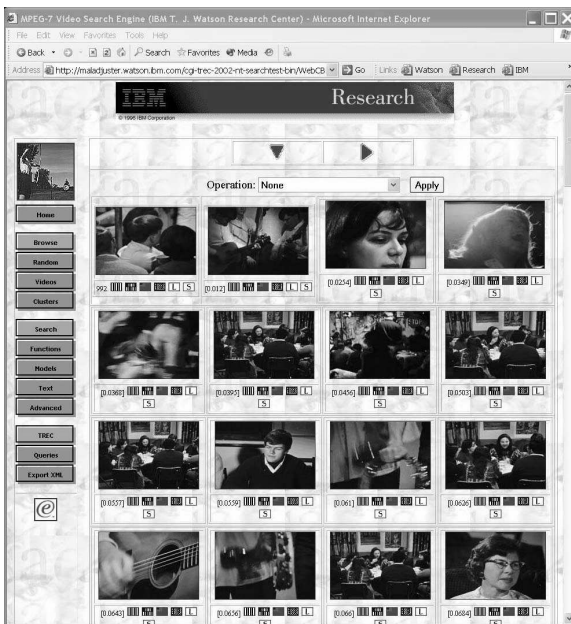 MPEG-7 Video Search Engine (IBM T. J. Watson Research Center) - Microsoft Internet Explorer
File Edit View Favorites Tools Help
Back Search Favorites Media
Address http://maladjuster.watson.ibm.com/cgi-trec-2002-nt-searchtest-bin/WebCB Go Links Watson Research IBM
IBM Research
© 1998 IBM Corporation
Operation: None Apply
Home
Browse
Random
Videos
Clusters
Search
Functions
Models
Text
Advanced
TREC
Queries
Export XML
992 L S
[0.012] L S
[0.0254] L
S
[0.0349] L
S
[0.0368] L
S
[0.0395] L
S
[0.0456] L
S
[0.0503] L
S
[0.0557] L
S
[0.0559] L
S
[0.061] L
S
[0.0626] L
S
[0.0643] L
S
[0.0656] L
S
[0.066] L
S
[0.0684] L
S